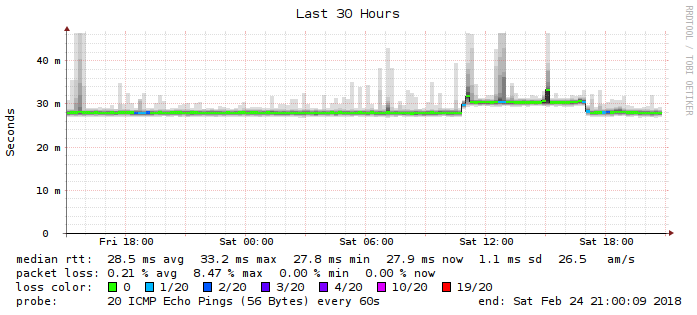 Last 30 Hours
RRDTOOL / TOBI OETIKER
Seconds
40 m
30 m
20 m
10 m
0
Fri 18:00 Sat 00:00 Sat 06:00 Sat 12:00 Sat 18:00
median rtt: 28.5 ms avg 33.2 ms max 27.8 ms min 27.9 ms now 1.1 ms sd 26.5 am/s
packet loss: 0.21 % avg 8.47 % max 0.00 % min 0.00 % now
loss color: 0 1/20 2/20 3/20 4/20 10/20 19/20
probe: 20 ICMP Echo Pings (56 Bytes) every 60s end: Sat Feb 24 21:00:09 2018